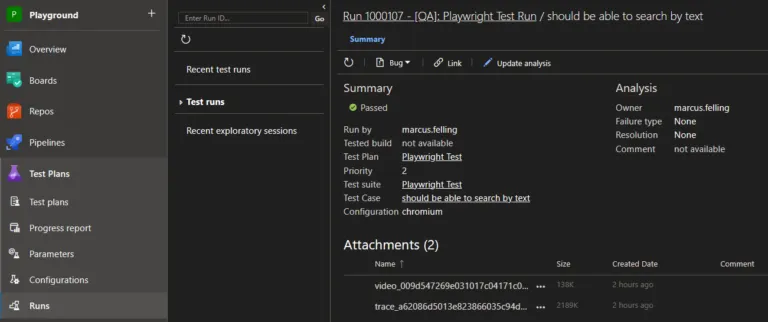 P Playground +
Overview
Boards
Repos
Pipelines
Test Plans
Test plans
Progress report
Parameters
Configurations
Runs
Enter Run ID... Go
Recent test runs
Test runs
Recent exploratory sessions
Run 1000107 - [QA]: Playwright Test Run / should be able to search by text
Summary
Bug Link Update analysis
Summary
Passed
Run by marcus.felling
Tested build not available
Test Plan Playwright Test
Priority 2
Test suite Playwright Test
Test Case should be able to search by text
Configuration chromium
Analysis
Owner marcus.felling
Failure type None
Resolution None
Comment not available
Attachments (2)
Name ↑ Size Created Date Comment
video_009d547269e031017c04171c0... ••• 138K 2 hours ago
trace_a62086d5013e823866035c94d... ••• 2189K 2 hours ago